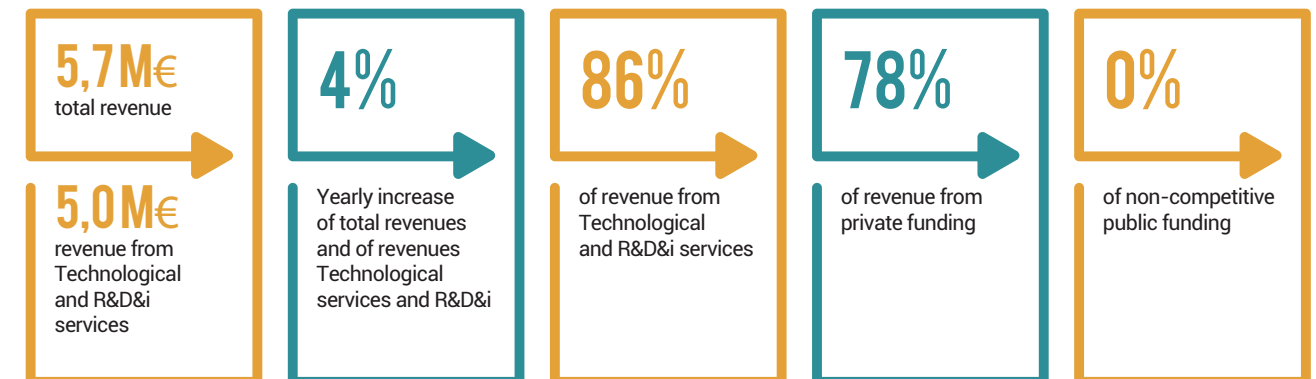 5,7M€
total revenue
5,0M€
revenue from
Technological
and R&D&i
services
4%
Yearly increase
of total revenues
and of revenues
Technological
services and R&D&i
86%
of revenue from
Technological
and R&D&i services
78%
of revenue from
private funding
0%
of non-competitive
public funding